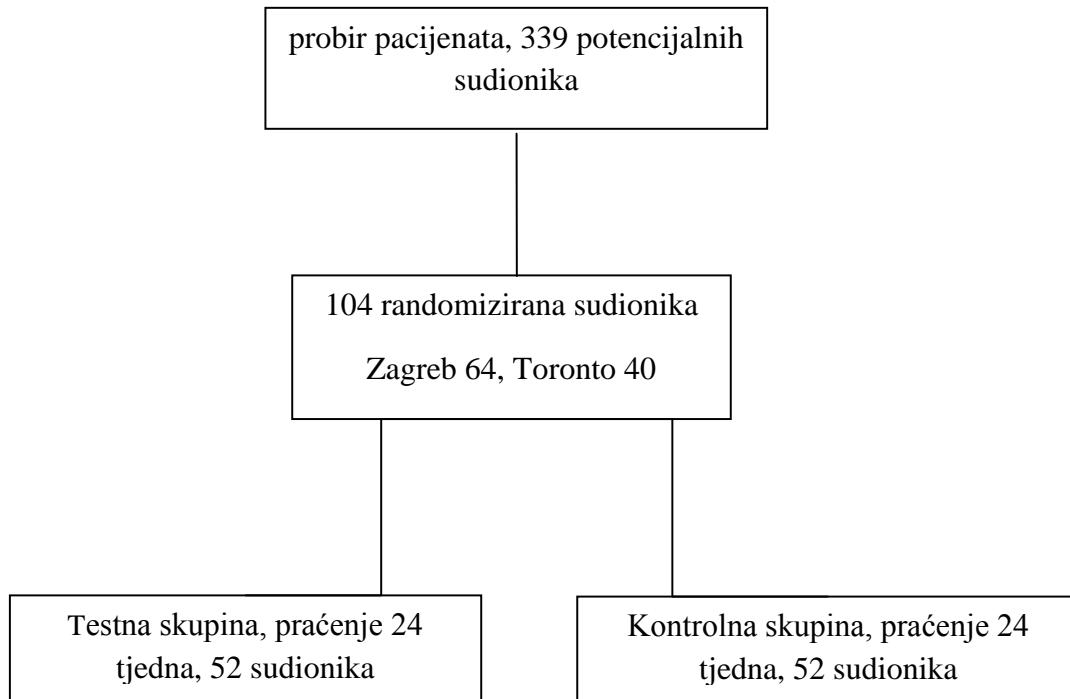 probir pacijenata, 339 potencijalnih
sudionika
104 randomizirana sudionika
Zagreb 64, Toronto 40
Testna skupina, praćenje 24
tjedna, 52 sudionika
Kontrolna skupina, praćenje 24
tjedna, 52 sudionika